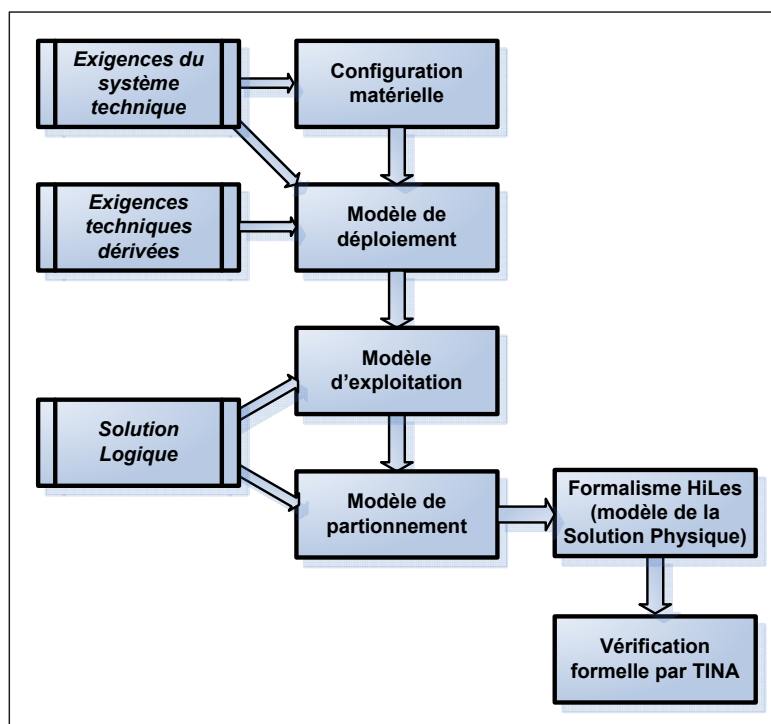 Exigences du
système
technique
Configuration
matérielle
Exigences
techniques
dérivées
Modèle de
déploiement
Modèle
d'exploitation
Solution
Logique
Modèle de
partionnement
Formalisme HiLes
(modèle de la
Solution Physique)
Vérification
formelle par TINA